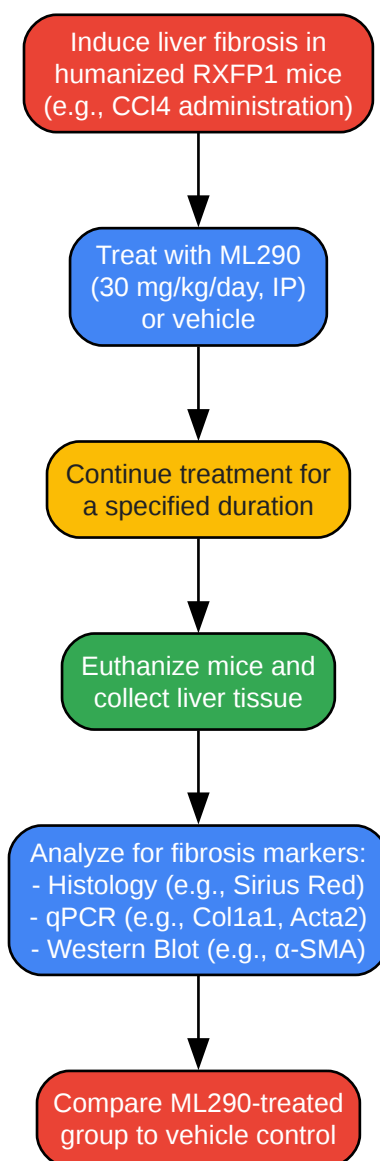 Induce liver fibrosis in
humanized RXFP1 mice
(e.g., CCl4 administration)
Treat with ML290
(30 mg/kg/day, IP)
or vehicle
Continue treatment for
a specified duration
Euthanize mice and
collect liver tissue
Analyze for fibrosis markers:
- Histology (e.g., Sirius Red)
- qPCR (e.g., Col1a1, Acta2)
- Western Blot (e.g., α-SMA)
Compare ML290-treated
group to vehicle control